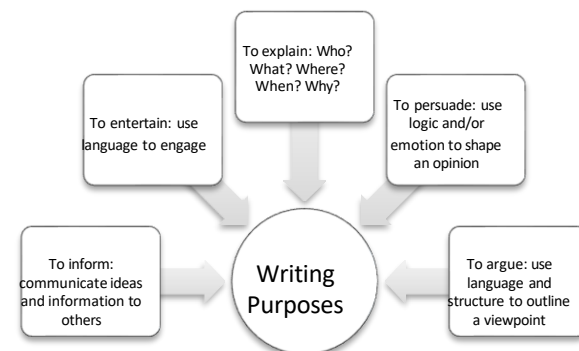 To explain: Who?
What? Where?
When? Why?
To entertain: use
language to engage
To persuade: use
logic and/or
emotion to shape
an opinion
To inform:
communicate ideas
and information to
others
Writing
Purposes
To argue: use
language and
structure to outline
a viewpoint